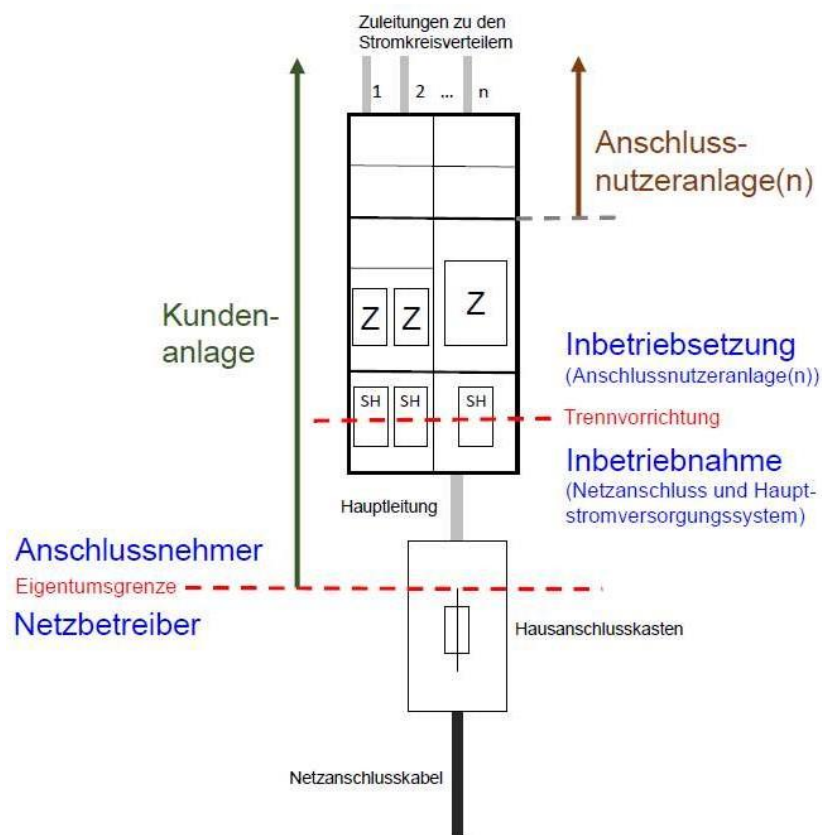 Zuleitungen zu den
Stromkreisverteilern
1 2 ... n
Anschluss-
nutzeranlage(n)
Kunden-
anlage
Z Z Z
Inbetriebsetzung
(Anschlussnutzeranlage(n))
SH SH SH
Trennvorrichtung
Inbetriebnahme
(Netzanschluss und Haupt-
stromversorgungssystem)
Hauptleitung
Anschlussnehmer
Eigentumsgrenze
Netzbetreiber
Hausanschlusskasten
Netzanschlusskabel